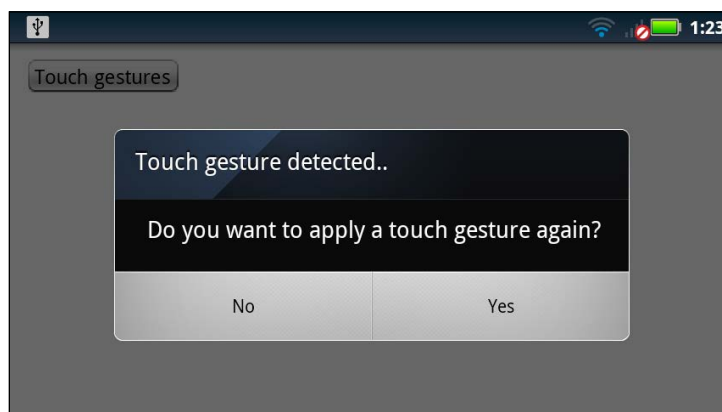 1:23
Touch gestures
Touch gesture detected..
Do you want to apply a touch gesture again?
No
Yes